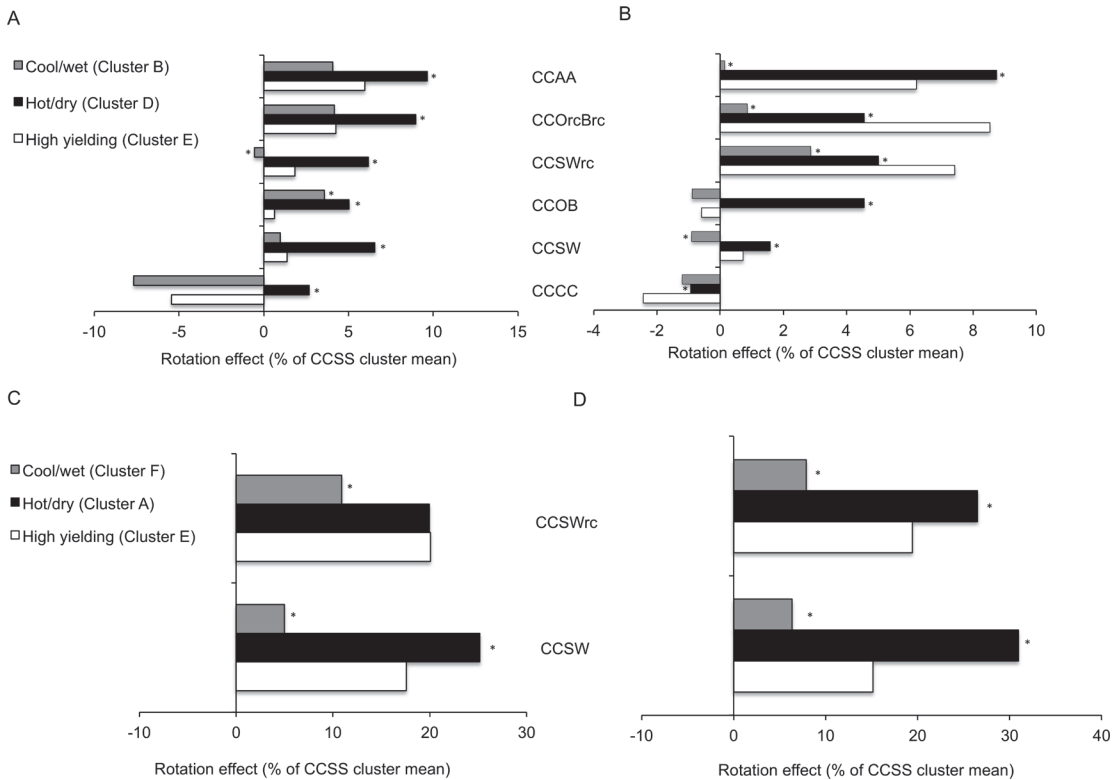 A
B
Cool/wet (Cluster B)
Hot/dry (Cluster D)
High yielding (Cluster E)
*
*
*
*
*
*
*
*
CCAA
CCOrcBrc
CCSWrc
CCOB
CCSW
CCCC
*
*
*
*
*
*
*
*
*
*
-10 -5 0 5 10 15
Rotation effect (% of CCSS cluster mean)
-4 -2 0 2 4 6 8 10
Rotation effect (% of CCSS cluster mean)
C
D
Cool/wet (Cluster F)
Hot/dry (Cluster A)
High yielding (Cluster E)
*
*
*
CCSWrc
CCSW
*
*
*
*
-10 0 10 20 30
Rotation effect (% of CCSS cluster mean)
-10 0 10 20 30 40
Rotation effect (% of CCSS cluster mean)